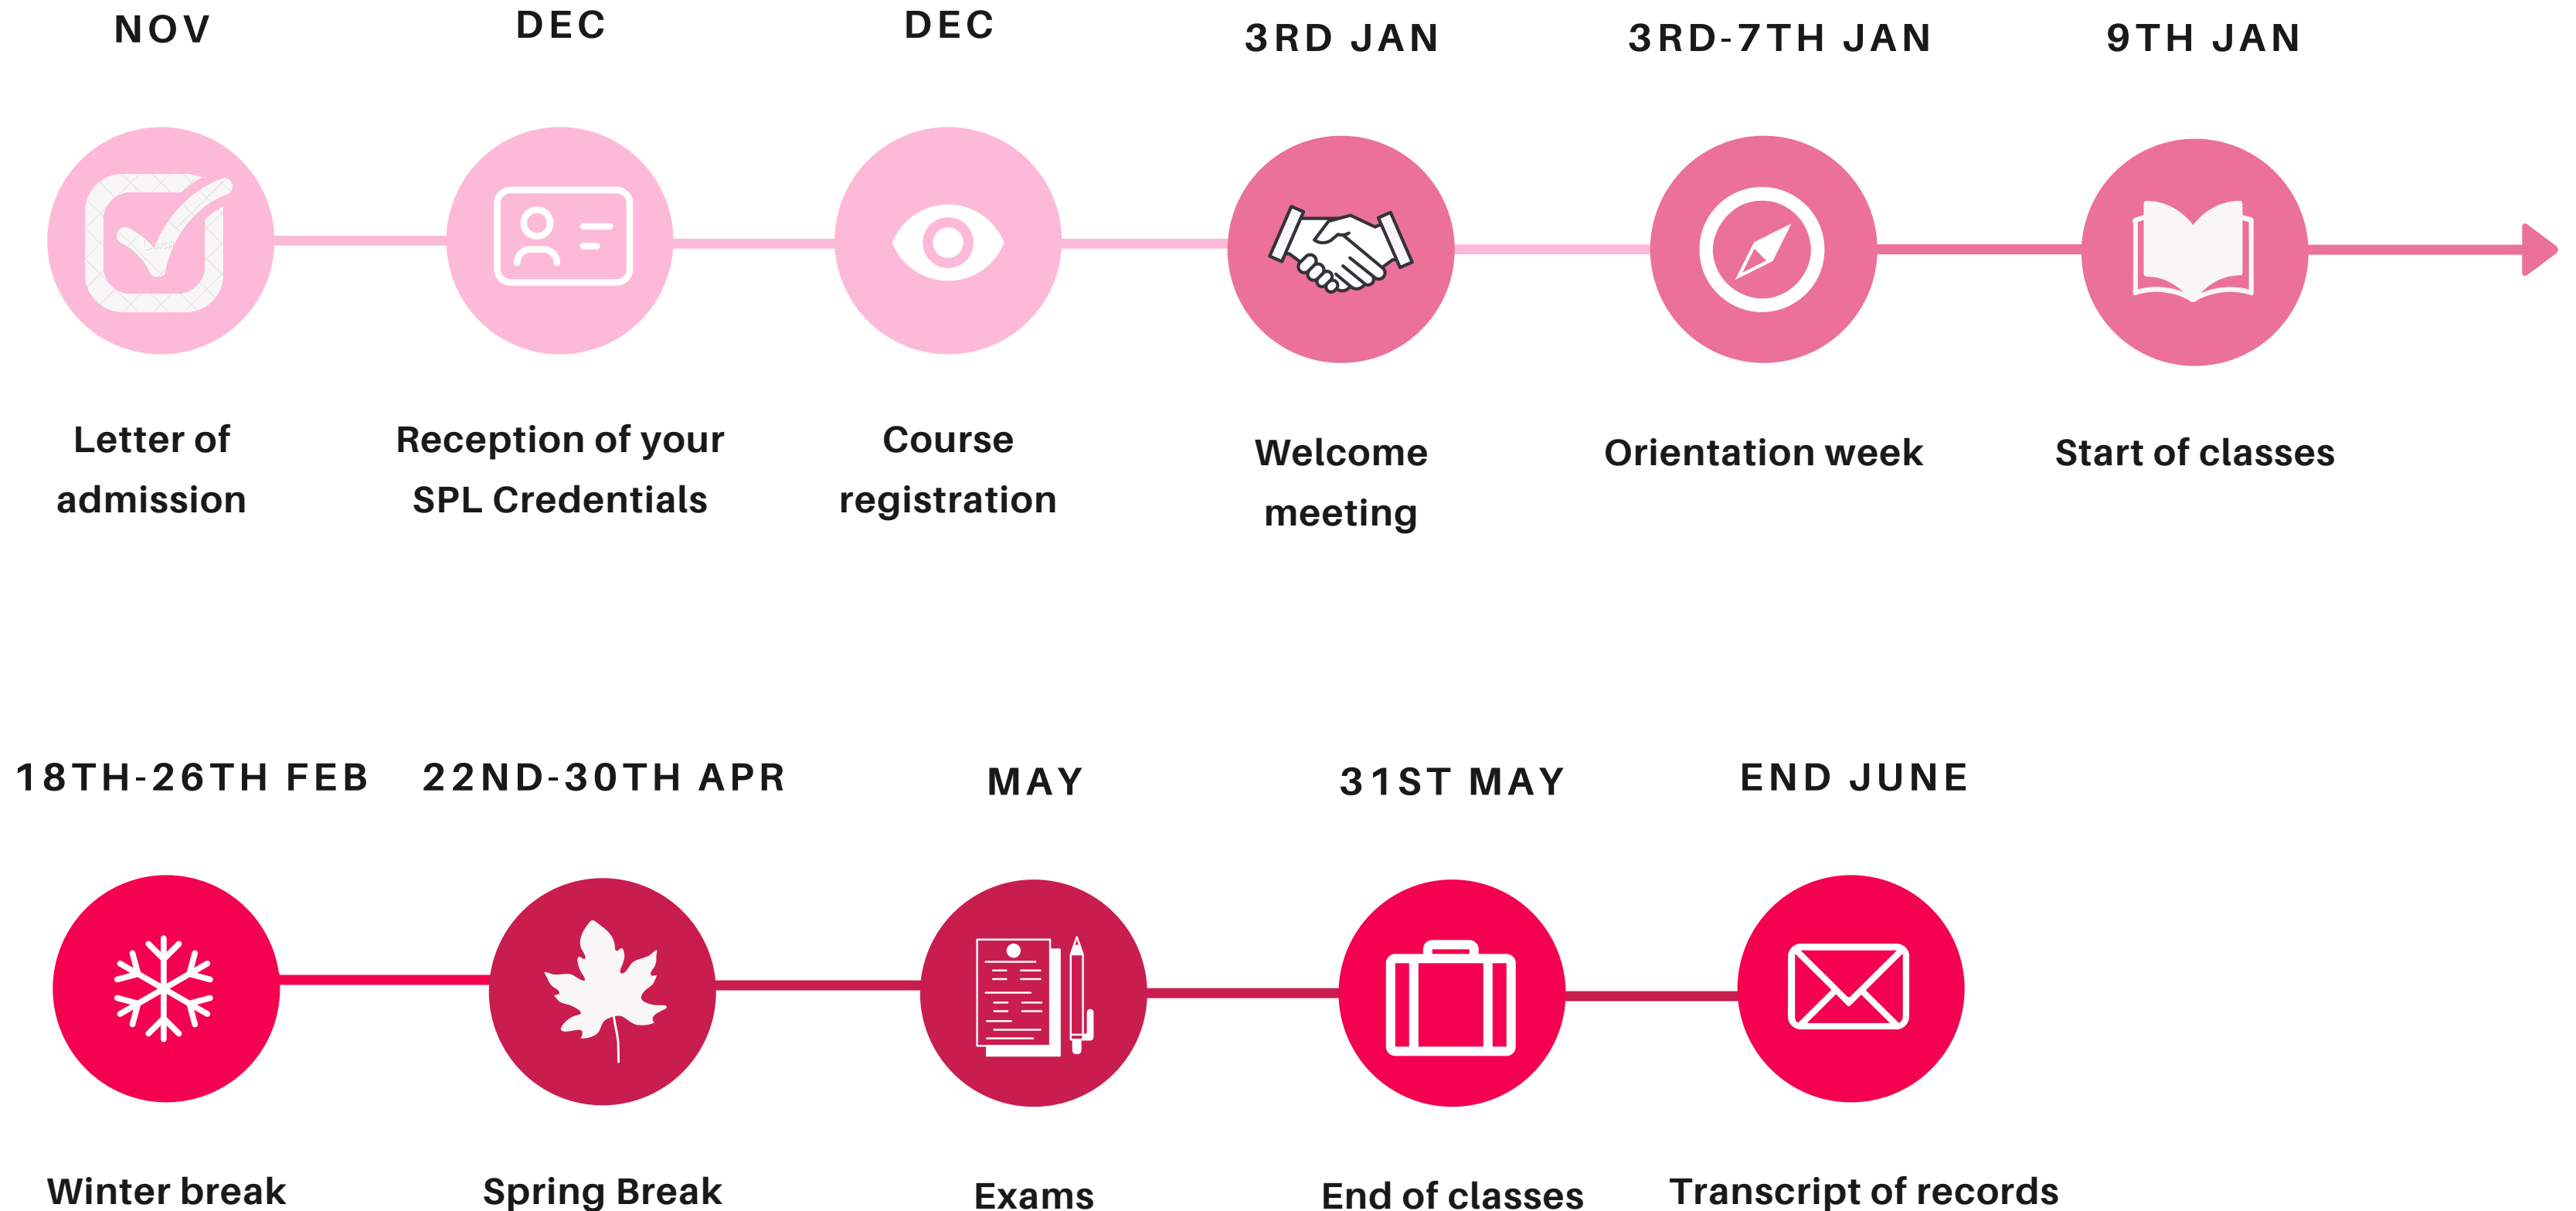 NOV
DEC
DEC
3RD JAN
3RD-7TH JAN
9TH JAN
Letter of
admission
Reception of your
SPL Credentials
Course
registration
Welcome
meeting
Orientation week
Start of classes
18TH-26TH FEB
22ND-30TH APR
MAY
31ST MAY
END JUNE
Winter break
Spring Break
Exams
End of classes
Transcript of records